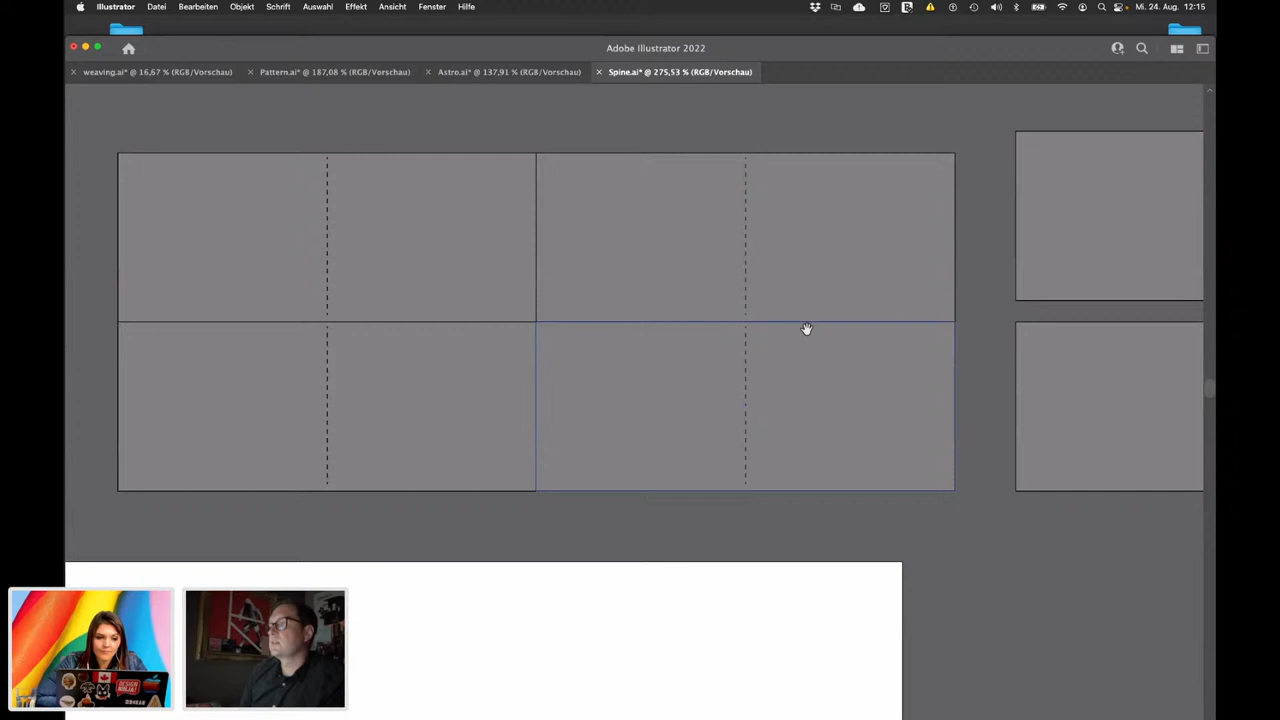 Illustrator Datei Bearbeiten Objekt Schrift Auswahl Effekt Ansicht Fenster Hilfe Mi. 24. Aug. 12:15
Adobe Illustrator 2022
weaving.ai* @ 16,67 % (RGB/Vorschau) Pattern.ai* @ 187,08 % (RGB/Vorschau) Astro.ai* @ 137,91 % (RGB/Vorschau) Spine.ai* @ 275,53 % (RGB/Vorschau)
DESIGN
NINJA!